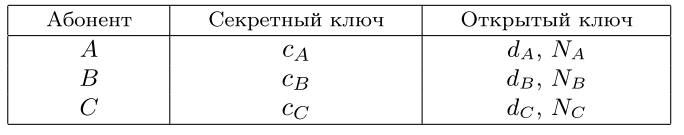 Абонент Секретный ключ Открытый ключ
A c_A d_A, N_A
B c_B d_B, N_B
C c_C d_C, N_C